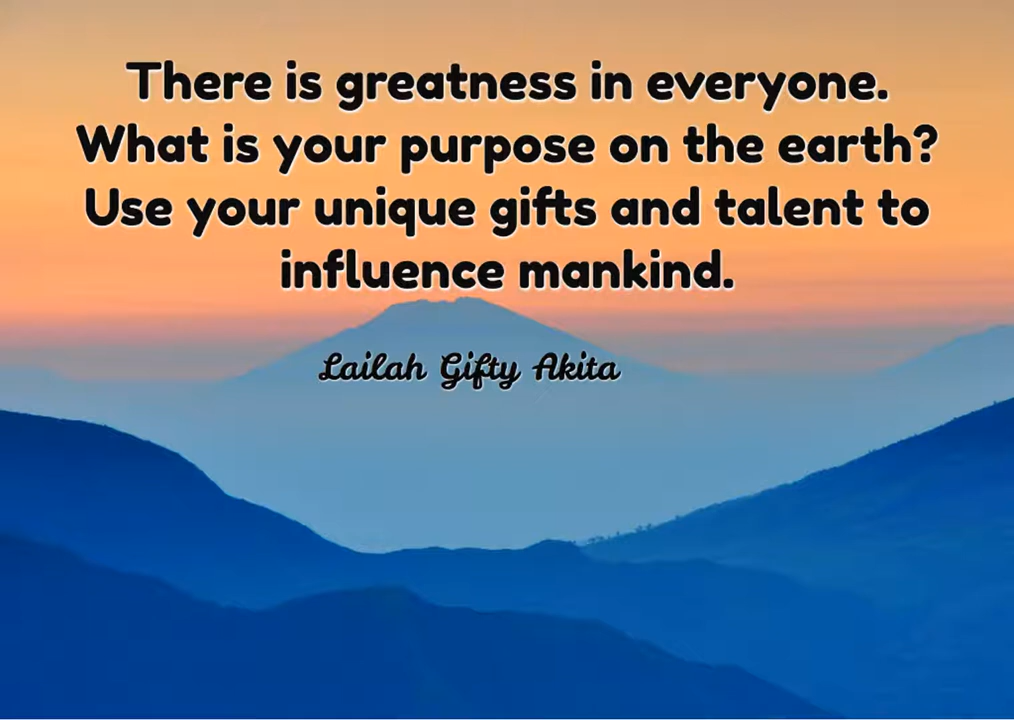 There is greatness in everyone.
What is your purpose on the earth?
Use your unique gifts and talent to
influence mankind.
Lailah Gifty Akita